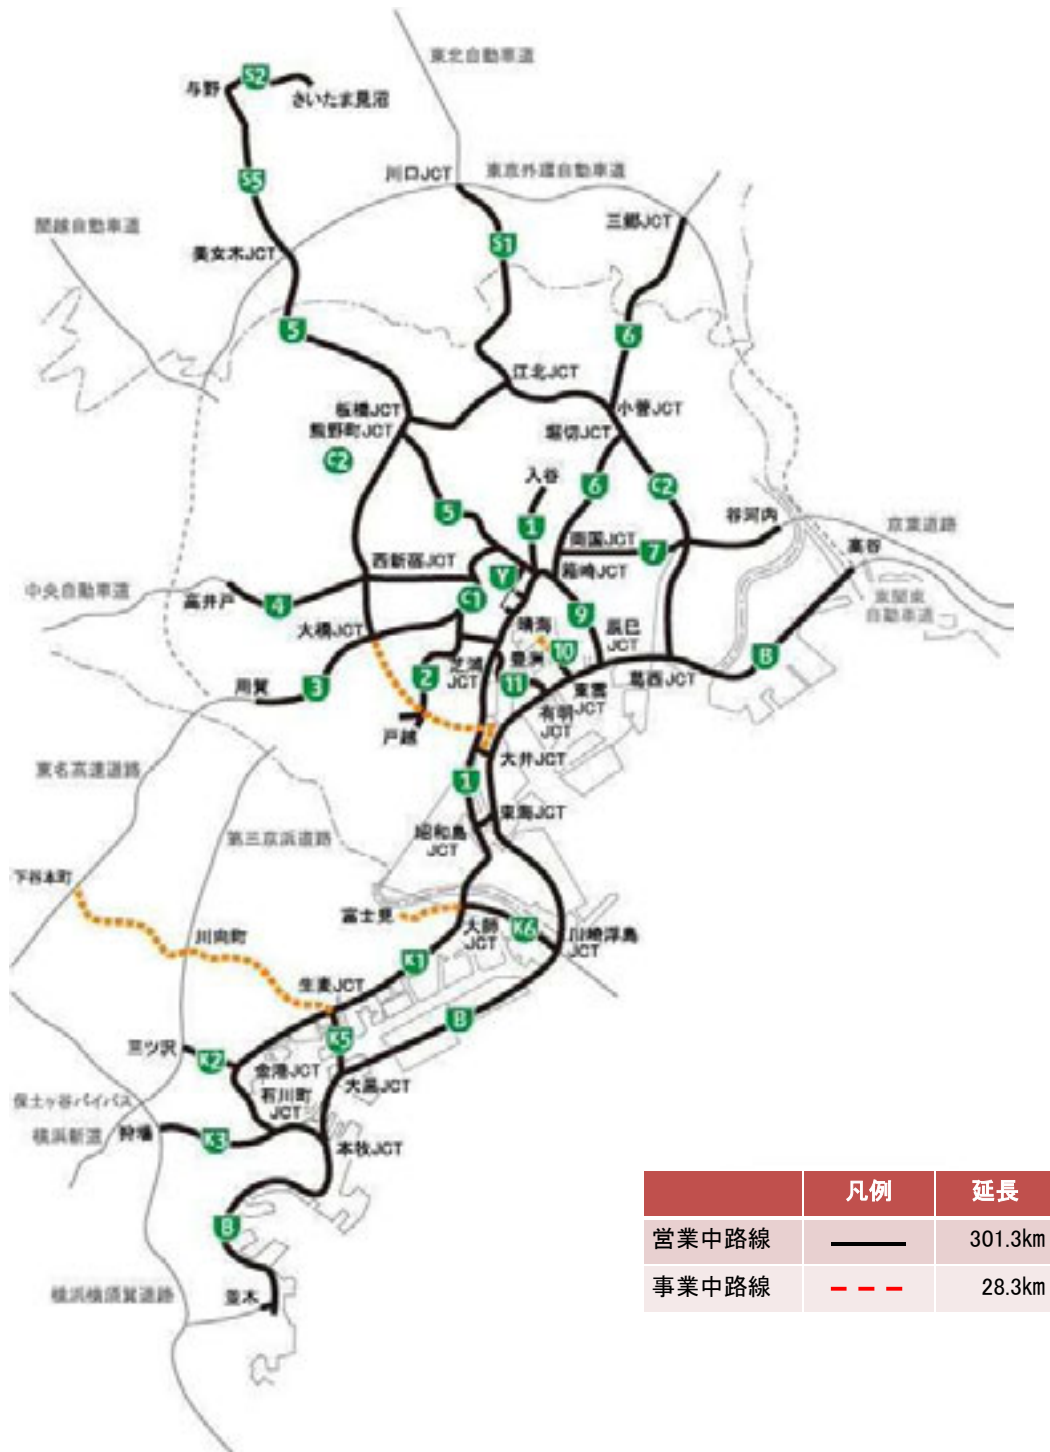 東北自動車道
S2
与野
さいたま見沼
川口JCT
東京外環自動車道
S5
三郷JCT
関越自動車道
S1
美女木JCT
5
6
江北JCT
板橋JCT
小菅JCT
熊野町JCT
堀切JCT
C2
入谷
6
C2
5
1
谷河内
京葉道路
両国JCT
7
高谷
西新宿JCT
箱崎JCT
Y
中央自動車道
高井戸
4
C1
東関東
自動車道
9
大橋JCT
晴海
辰巳
JCT
10
豊洲
B
芝浦
JCT
葛西JCT
用賀
3
2
11
東雲
JCT
有明
JCT
戸越
大井JCT
東名高速道路
1
東海JCT
昭和島
JCT
第三京浜道路
下谷本町
富士見
大師
JCT
K6
川崎浮島
JCT
川向町
K1
生麦JCT
B
K5
三ツ沢
K2
金港JCT
大黒JCT
石川町
JCT
保土ヶ谷バイパス
横浜新道
狩場
K3
本牧JCT
B
横浜横須賀道路
並木
凡例 延長
営業中路線 301.3km
事業中路線 28.3km